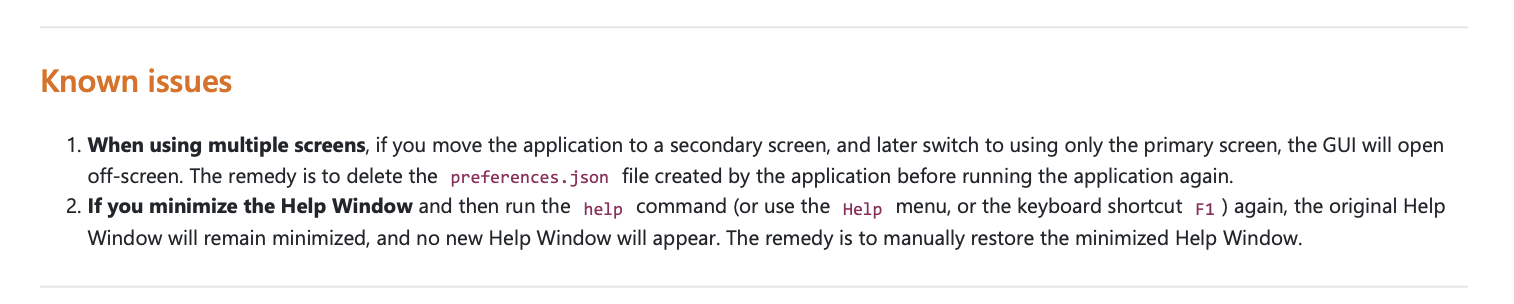 Known issues
1. When using multiple screens, if you move the application to a secondary screen, and later switch to using only the primary screen, the GUI will open
off-screen. The remedy is to delete the preferences.json file created by the application before running the application again.
2. If you minimize the Help Window and then run the help command (or use the Help menu, or the keyboard shortcut F1 ) again, the original Help
Window will remain minimized, and no new Help Window will appear. The remedy is to manually restore the minimized Help Window.